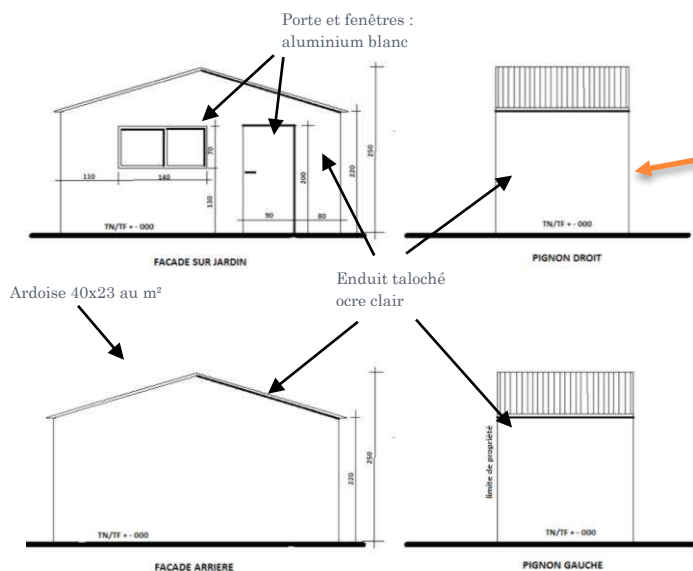 Porte et fenêtres :
aluminium blanc
110
140
70
130
90
80
200
220
250
TN/TF + - 000
TN/TF + - 000
FACADE SUR JARDIN
PIGNON DROIT
Ardoise 40x23 au m²
Enduit taloché
ocre clair
220
250
limite de propriété
TN/TF + - 000
TN/TF + - 000
FACADE ARRIERE
PIGNON GAUCHE